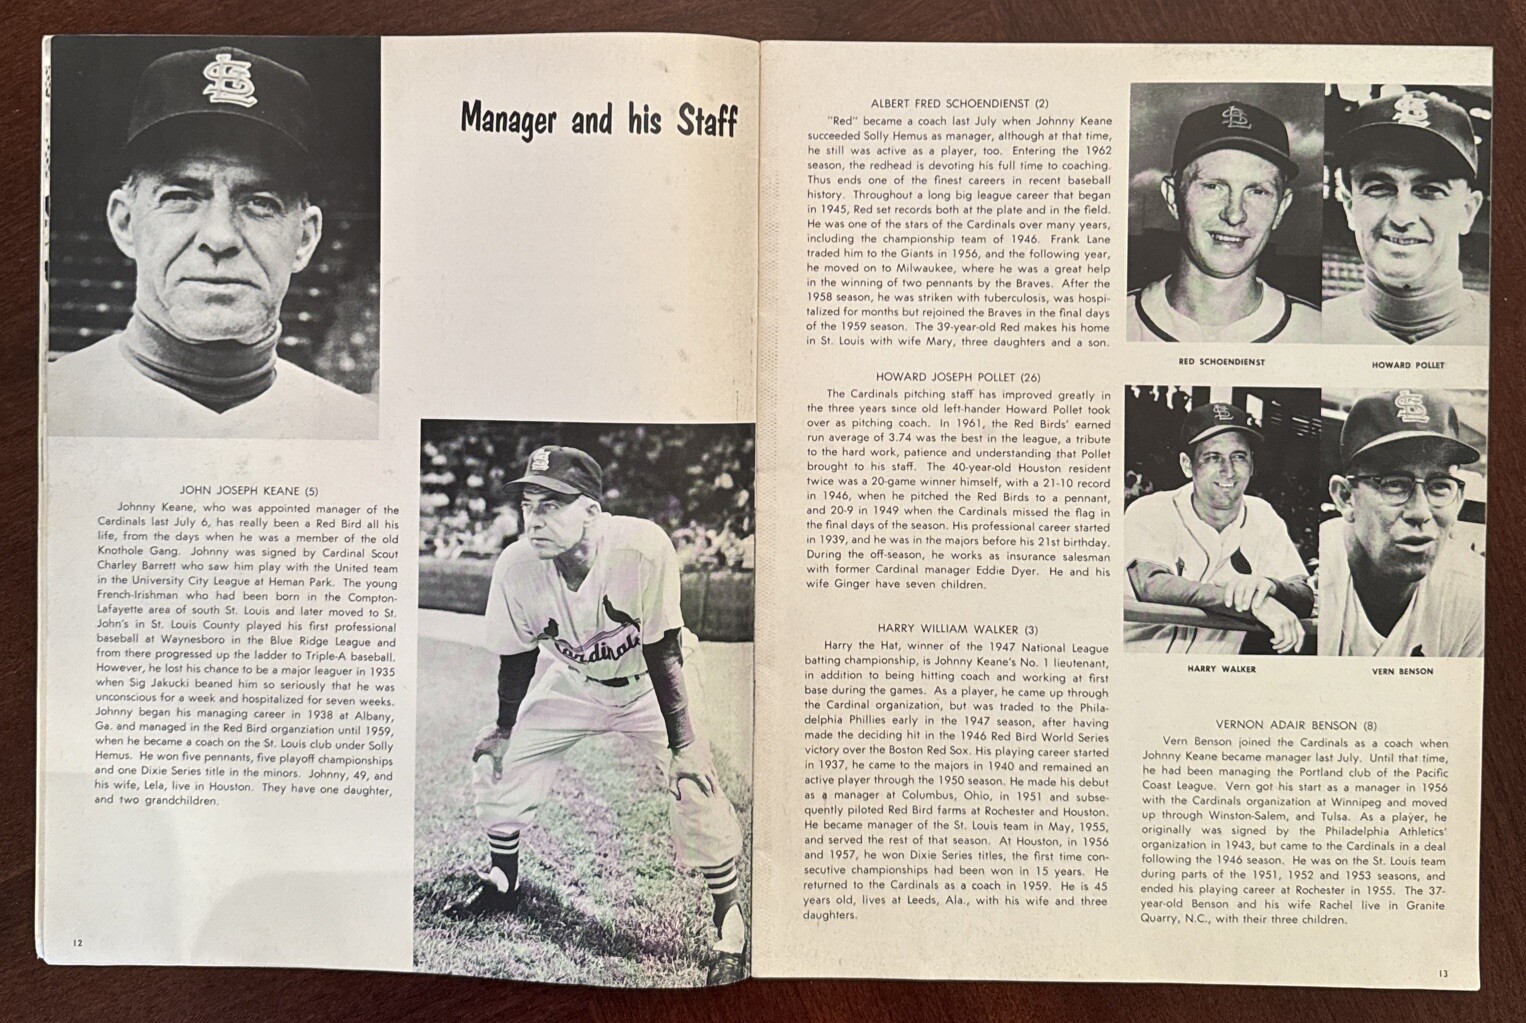 Manager and his Staff
JOHN JOSEPH KEANE (5)
Johnny Keane, who was appointed manager of the
Cardinals last July 6, has really been a Red Bird all his
life, from the days when he was a member of the old
Knothole Gang. Johnny was signed by Cardinal Scout
Charley Barrett who saw him play with the United team
in the University City League at Heman Park. The young
French-Irishman who had been born in the Compton-
Lafayette area of south St. Louis and later moved to St.
John's in St. Louis County played his first professional
baseball at Waynesboro in the Blue Ridge League and
from there progressed up the ladder to Triple-A baseball.
However, he lost his chance to be a major leaguer in 1935
when Sig Jakucki beaned him so seriously that he was
unconscious for a week and hospitalized for seven weeks.
Johnny began his managing career in 1938 at Albany,
Ga. and managed in the Red Bird organziation until 1959,
when he became a coach on the St. Louis club under Solly
Hemus. He won five pennants, five playoff championships
and one Dixie Series title in the minors. Johnny, 49, and
his wife, Lela, live in Houston. They have one daughter,
and two grandchildren.
Cardinals
12
ALBERT FRED SCHOENDIENST (2)
"Red" became a coach last July when Johnny Keane
succeeded Solly Hemus as manager, although at that time,
he still was active as a player, too. Entering the 1962
season, the redhead is devoting his full time to coaching.
Thus ends one of the finest careers in recent baseball
history. Throughout a long big league career that began
in 1945, Red set records both at the plate and in the field.
He was one of the stars of the Cardinals over many years,
including the championship team of 1946. Frank Lane
traded him to the Giants in 1956, and the following year,
he moved on to Milwaukee, where he was a great help
in the winning of two pennants by the Braves. After the
1958 season, he was striken with tuberculosis, was hospi-
talized for months but rejoined the Braves in the final days
of the 1959 season. The 39-year-old Red makes his home
in St. Louis with wife Mary, three daughters and a son.
HOWARD JOSEPH POLLET (26)
The Cardinals pitching staff has improved greatly in
the three years since old left-hander Howard Pollet took
over as pitching coach. In 1961, the Red Birds' earned
run average of 3.74 was the best in the league, a tribute
to the hard work, patience and understanding that Pollet
brought to his staff. The 40-year-old Houston resident
twice was a 20-game winner himself, with a 21-10 record
in 1946, when he pitched the Red Birds to a pennant,
and 20-9 in 1949 when the Cardinals missed the flag in
the final days of the season. His professional career started
in 1939, and he was in the majors before his 21st birthday.
During the off-season, he works as insurance salesman
with former Cardinal manager Eddie Dyer. He and his
wife Ginger have seven children.
HARRY WILLIAM WALKER (3)
Harry the Hat, winner of the 1947 National League
batting championship, is Johnny Keane's No. 1 lieutenant,
in addition to being hitting coach and working at first
base during the games. As a player, he came up through
the Cardinal organization, but was traded to the Phila-
delphia Phillies early in the 1947 season, after having
made the deciding hit in the 1946 Red Bird World Series
victory over the Boston Red Sox. His playing career started
in 1937, he came to the majors in 1940 and remained an
active player through the 1950 season. He made his debut
as a manager at Columbus, Ohio, in 1951 and subse-
quently piloted Red Bird farms at Rochester and Houston.
He became manager of the St. Louis team in May, 1955,
and served the rest of that season. At Houston, in 1956
and 1957, he won Dixie Series titles, the first time con-
secutive championships had been won in 15 years. He
returned to the Cardinals as a coach in 1959. He is 45
years old, lives at Leeds, Ala., with his wife and three
daughters.
RED SCHOENDIENST
HOWARD POLLET
HARRY WALKER
VERN BENSON
VERNON ADAIR BENSON (8)
Vern Benson joined the Cardinals as a coach when
Johnny Keane became manager last July. Until that time,
he had been managing the Portland club of the Pacific
Coast League. Vern got his start as a manager in 1956
with the Cardinals organization at Winnipeg and moved
up through Winston-Salem, and Tulsa. As a player, he
originally was signed by the Philadelphia Athletics'
organization in 1943, but came to the Cardinals in a deal
following the 1946 season. He was on the St. Louis team
during parts of the 1951, 1952 and 1953 seasons, and
ended his playing career at Rochester in 1955. The 37-
year-old Benson and his wife Rachel live in Granite
Quarry, N.C., with their three children.
13